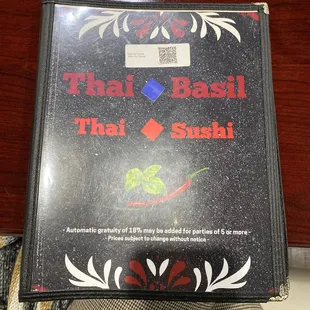 Thai Basil
Thai Sushi
- Automatic gratuity of 18% may be added for parties of 5 or more -
- Prices subject to change without notice -